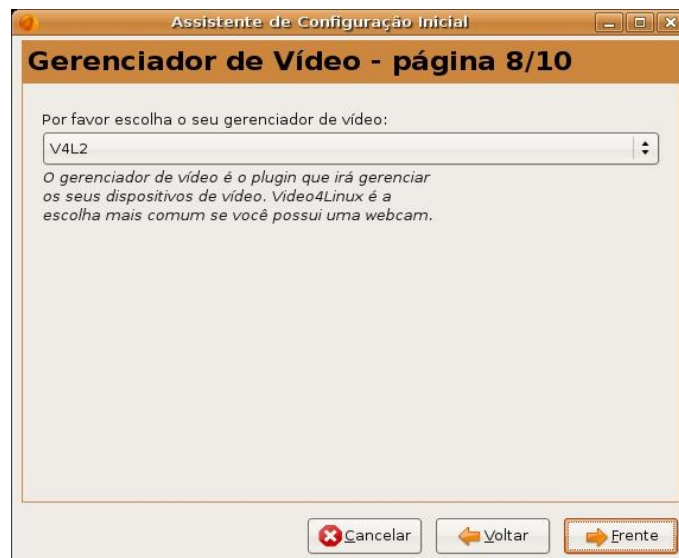 Assistente de Configuração Inicial
Gerenciador de Vídeo - página 8/10
Por favor escolha o seu gerenciador de vídeo:
V4L2
O gerenciador de vídeo é o plugin que irá gerenciar
os seus dispositivos de vídeo. Video4Linux é a
escolha mais comum se você possui uma webcam.
Cancelar
Voltar
Frente